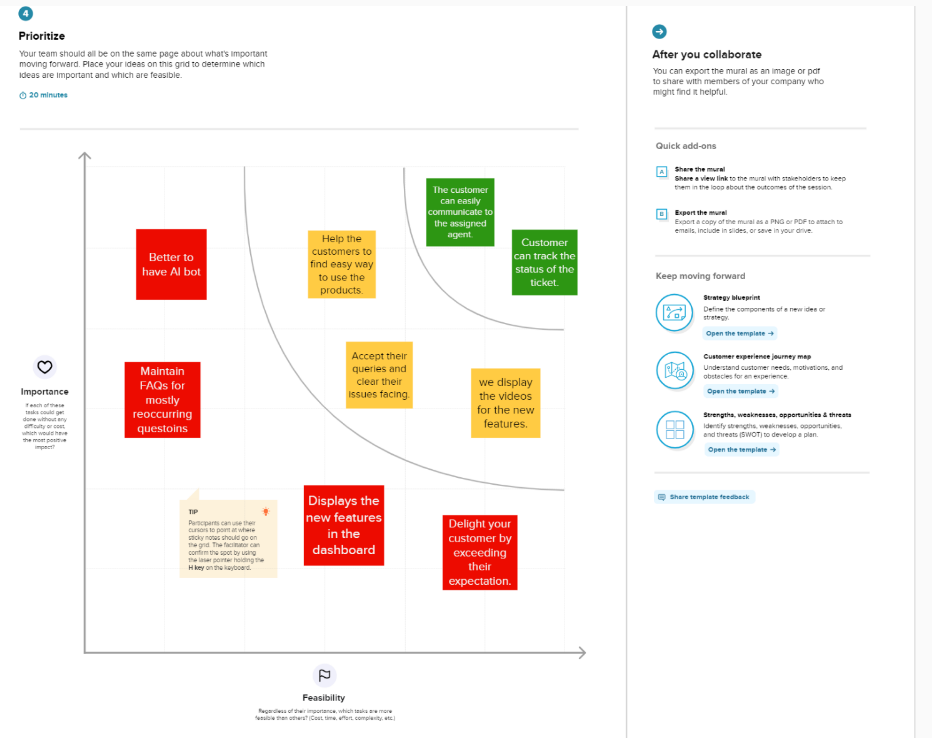 4
Prioritize
Your team should all be on the same page about what's important
moving forward. Place your ideas on this grid to determine which
ideas are important and which are feasible.
20 minutes
The customer
can easily
communicate to
the assigned
agent.
Better to
have AI bot
Help the
customers to
find easy way
to use the
products.
Customer
can track the
status of the
ticket.
Maintain
FAQs for
mostly
reoccurring
questoins
Accept their
queries and
clear their
issues facing.
we display
the videos
for the new
features.
Importance
If each of these
tasks could get
done without any
difficulty or cost,
which would have
the most positive
impact?
TIP
Participants can use their
cursors to point at where
sticky notes should go on
the grid. The facilitator can
confirm the spot by using
the laser pointer holding the
H key on the keyboard.
Displays the
new features
in the
dashboard
Delight your
customer by
exceeding
their
expectation.
Feasibility
Regardless of their importance, which tasks are more
feasible than others? (Cost, time, effort, complexity, etc.)
After you collaborate
You can export the mural as an image or pdf
to share with members of your company who
might find it helpful.
Quick add-ons
A
Share the mural
Share a view link to the mural with stakeholders to keep
them in the loop about the outcomes of the session.
B
Export the mural
Export a copy of the mural as a PNG or PDF to attach to
emails, include in slides, or save in your drive.
Keep moving forward
Strategy blueprint
Define the components of a new idea or
strategy.
Open the template →
Customer experience journey map
Understand customer needs, motivations, and
obstacles for an experience.
Open the template →
Strengths, weaknesses, opportunities & threats
Identify strengths, weaknesses, opportunities,
and threats (SWOT) to develop a plan.
Open the template →
Share template feedback